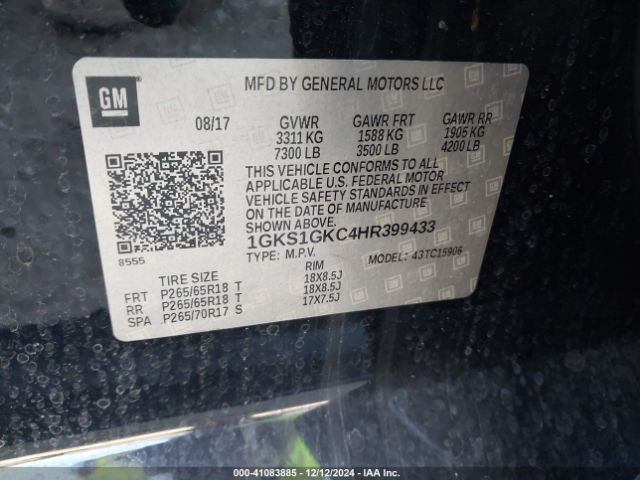 GM
MFD BY GENERAL MOTORS LLC
08/17 GVWR GAWR FRT GAWR RR
3311 KG 1588 KG 1905 KG
7300 LB 3500 LB 4200 LB
THIS VEHICLE CONFORMS TO ALL
APPLICABLE U.S. FEDERAL MOTOR
VEHICLE SAFETY STANDARDS IN EFFECT
ON THE DATE OF MANUFACTURE
SHOWN ABOVE.
1GKS1GKC4HR399433
8555 TYPE: M.P.V. MODEL: 43TC15906
TIRE SIZE RIM
FRT P265/65R18 T 18X8.5J
RR P265/65R18 T 18X8.5J
SPA P265/70R17 S 17X7.5J
000-41083885 - 12/12/2024 - IAA Inc.